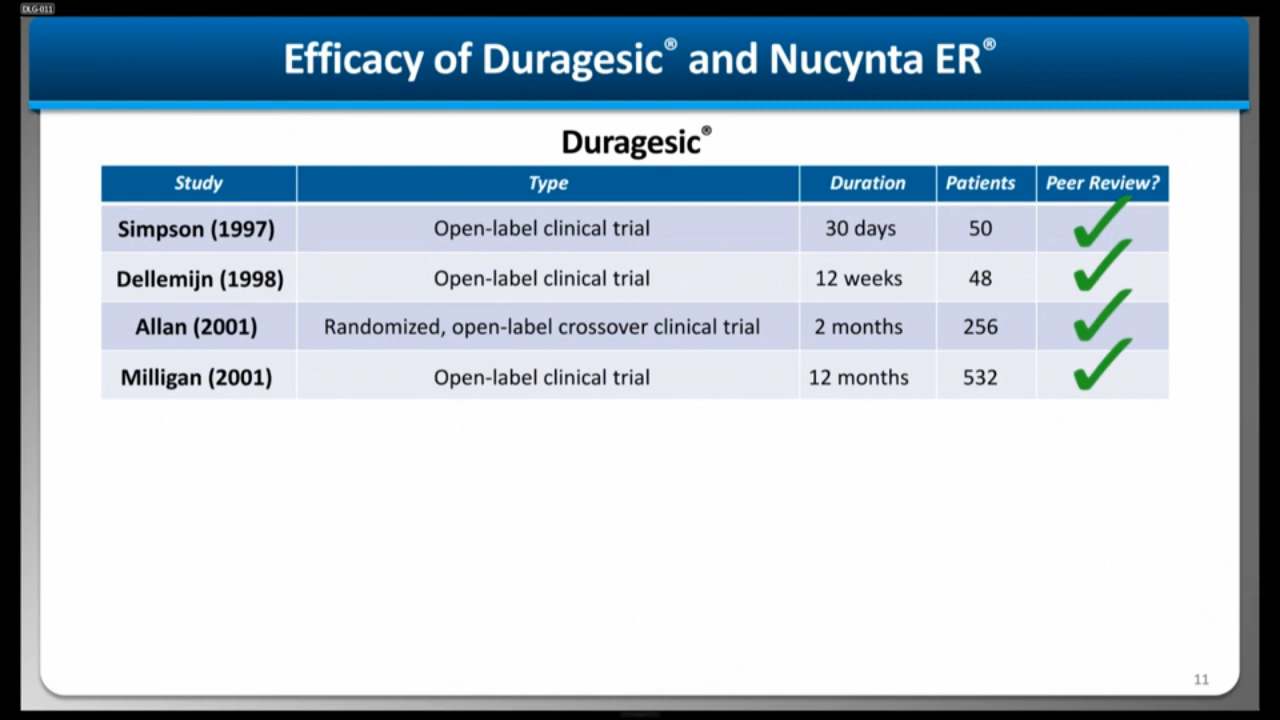 DLG-011
Efficacy of Duragesic® and Nucynta ER®
Duragesic®
Study Type Duration Patients Peer Review?
Simpson (1997) Open-label clinical trial 30 days 50 ✓
Dellemijn (1998) Open-label clinical trial 12 weeks 48 ✓
Allan (2001) Randomized, open-label crossover clinical trial 2 months 256 ✓
Milligan (2001) Open-label clinical trial 12 months 532 ✓
11